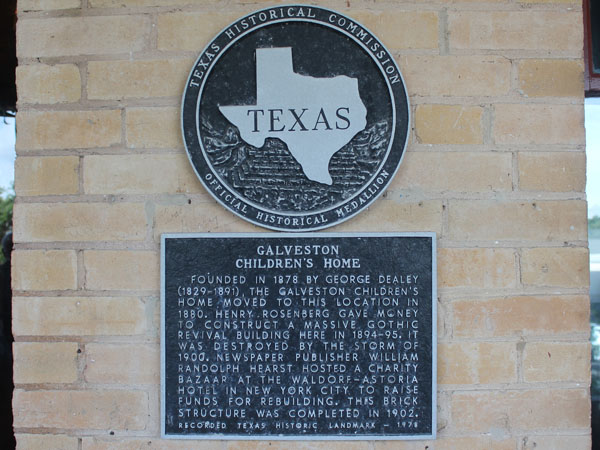 TEXAS HISTORICAL COMMISSION
TEXAS
OFFICIAL HISTORICAL MEDALLION
GALVESTON
CHILDREN'S HOME
FOUNDED IN 1878 BY GEORGE DEALEY
(1829-1891), THE GALVESTON CHILDREN'S
HOME MOVED TO THIS LOCATION IN
1880. HENRY ROSENBERG GAVE MONEY
TO CONSTRUCT A MASSIVE GOTHIC
REVIVAL BUILDING HERE IN 1894-95. IT
WAS DESTROYED BY THE STORM OF
1900. NEWSPAPER PUBLISHER WILLIAM
RANDOLPH HEARST HOSTED A CHARITY
BAZAAR AT THE WALDORF-ASTORIA
HOTEL IN NEW YORK CITY TO RAISE
FUNDS FOR REBUILDING. THIS BRICK
STRUCTURE WAS COMPLETED IN 1902.
RECORDED TEXAS HISTORIC LANDMARK - 1978